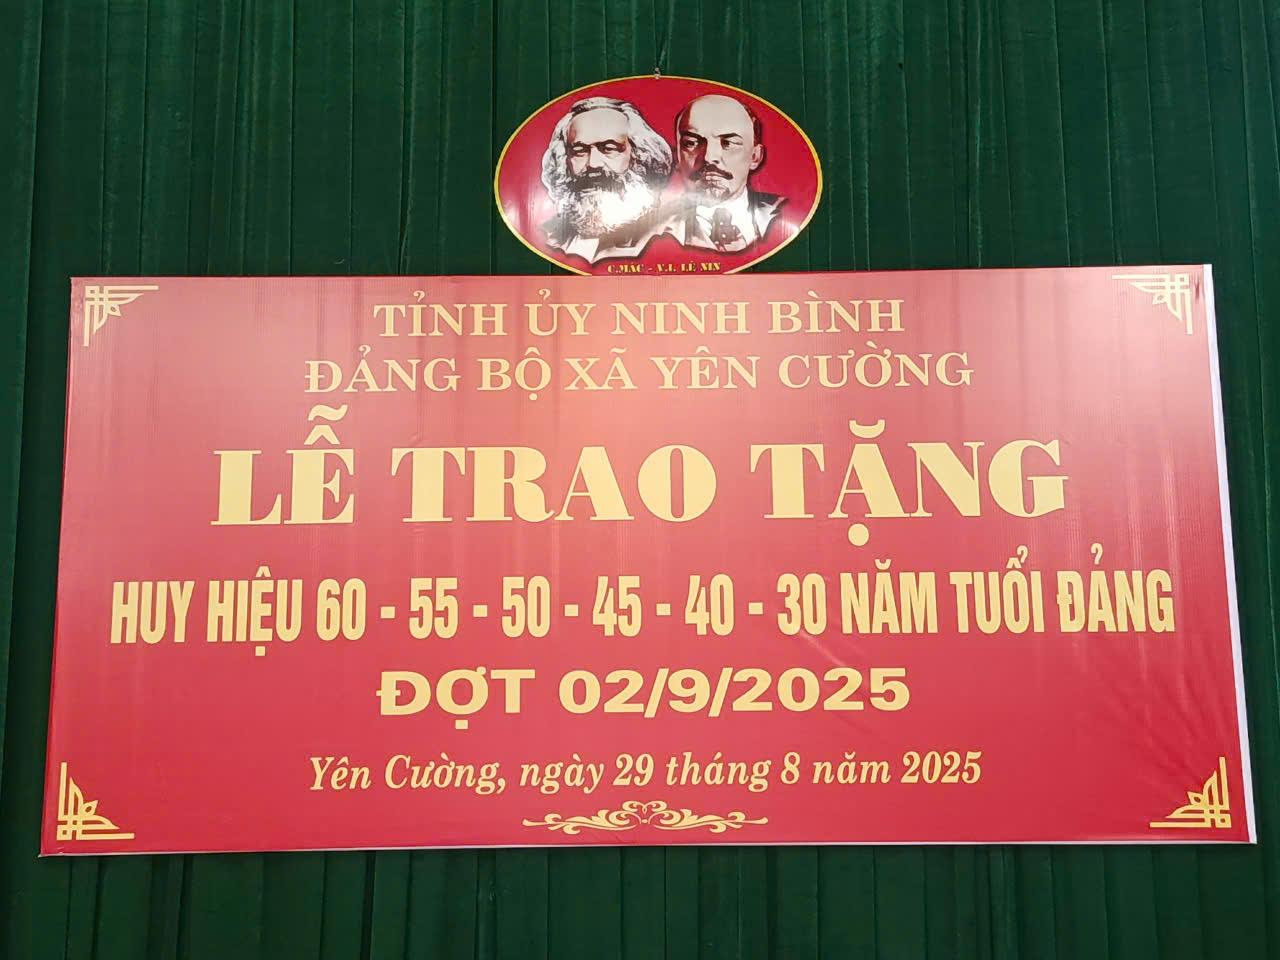 C.MÁC - V.I. LÊ NIN
TỈNH ỦY NINH BÌNH
ĐẢNG BỘ XÃ YÊN CƯỜNG
LỄ TRAO TẶNG
HUY HIỆU 60 - 55 - 50 - 45 - 40 - 30 NĂM TUỔI ĐẢNG
ĐỢT 02/9/2025
Yên Cường, ngày 29 tháng 8 năm 2025